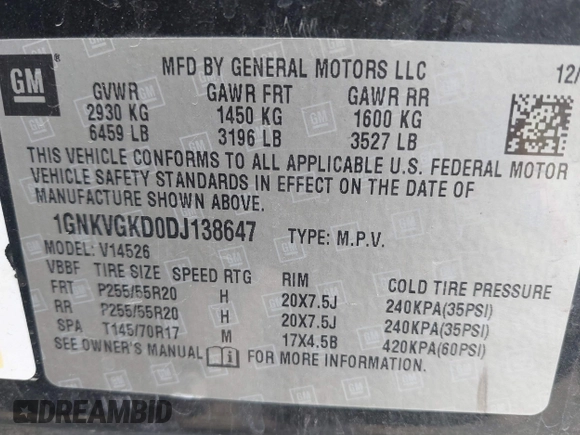 GM
MFD BY GENERAL MOTORS LLC
12/
GVWR GAWR FRT GAWR RR
2930 KG 1450 KG 1600 KG
6459 LB 3196 LB 3527 LB
THIS VEHICLE CONFORMS TO ALL APPLICABLE U.S. FEDERAL MOTOR
VEHICLE SAFETY STANDARDS IN EFFECT ON THE DATE OF
MANUFACTURE SHOWN ABOVE.
1GNKVGKD0DJ138647 TYPE: M.P.V.
MODEL: V14526
VBBF TIRE SIZE SPEED RTG RIM COLD TIRE PRESSURE
FRT P255/55R20 H 20X7.5J 240KPA(35PSI)
RR P255/55R20 H 20X7.5J 240KPA(35PSI)
SPA T145/70R17 M 17X4.5B 420KPA(60PSI)
SEE OWNER'S MANUAL FOR MORE INFORMATION.
DREAMBID